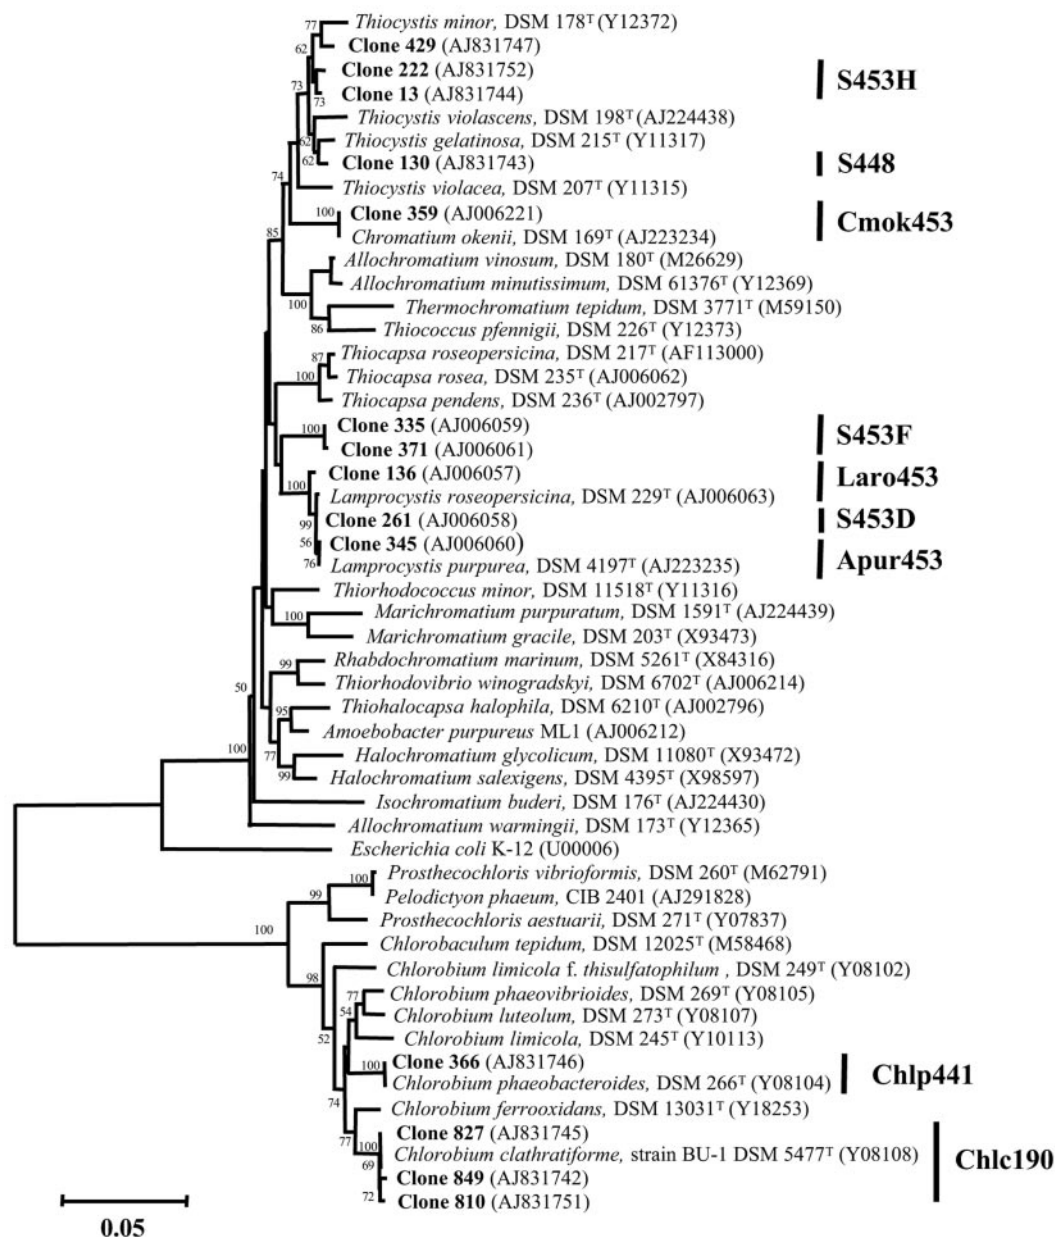 77 Thiocystis minor, DSM 178ᵀ (Y12372)
Clone 429 (AJ831747)
62
Clone 222 (AJ831752) S453H
73 Clone 13 (AJ831744)
73
Thiocystis violascens, DSM 198ᵀ (AJ224438)
62 Thiocystis gelatinosa, DSM 215ᵀ (Y11317)
62 Clone 130 (AJ831743) S448
74 Thiocystis violacea, DSM 207ᵀ (Y11315)
100 Clone 359 (AJ006221) Cmok453
85 Chromatium okenii, DSM 169ᵀ (AJ223234)
Allochromatium vinosum, DSM 180ᵀ (M26629)
Allochromatium minutissimum, DSM 61376ᵀ (Y12369)
100 Thermochromatium tepidum, DSM 3771ᵀ (M59150)
86 Thiococcus pfennigii, DSM 226ᵀ (Y12373)
87 Thiocapsa roseopersicina, DSM 217ᵀ (AF113000)
100 Thiocapsa rosea, DSM 235ᵀ (AJ006062)
Thiocapsa pendens, DSM 236ᵀ (AJ002797)
100 Clone 335 (AJ006059) S453F
Clone 371 (AJ006061)
100 Clone 136 (AJ006057) Laro453
Lamprocystis roseopersicina, DSM 229ᵀ (AJ006063)
99 Clone 261 (AJ006058) S453D
56 Clone 345 (AJ006060) Apur453
76 Lamprocystis purpurea, DSM 4197ᵀ (AJ223235)
Thiorhodococcus minor, DSM 11518ᵀ (Y11316)
100 Marichromatium purpuratum, DSM 1591ᵀ (AJ224439)
Marichromatium gracile, DSM 203ᵀ (X93473)
99 Rhabdochromatium marinum, DSM 5261ᵀ (X84316)
50 Thiorhodovibrio winogradskyi, DSM 6702ᵀ (AJ006214)
95 Thiohalocapsa halophila, DSM 6210ᵀ (AJ002796)
Amoebobacter purpureus ML1 (AJ006212)
100 77 Halochromatium glycolicum, DSM 11080ᵀ (X93472)
99 Halochromatium salexigens, DSM 4395ᵀ (X98597)
Isochromatium buderi, DSM 176ᵀ (AJ224430)
Allochromatium warmingii, DSM 173ᵀ (Y12365)
Escherichia coli K-12 (U00006)
100 Prosthecochloris vibrioformis, DSM 260ᵀ (M62791)
99 Pelodictyon phaeum, CIB 2401 (AJ291828)
Prosthecochloris aestuarii, DSM 271ᵀ (Y07837)
100 Chlorobaculum tepidum, DSM 12025ᵀ (M58468)
98 Chlorobium limicola f. thisulfatophilum , DSM 249ᵀ (Y08102)
77 Chlorobium phaeovibrioides, DSM 269ᵀ (Y08105)
54 Chlorobium luteolum, DSM 273ᵀ (Y08107)
52 Chlorobium limicola, DSM 245ᵀ (Y10113)
100 Clone 366 (AJ831746) Chlp441
Chlorobium phaeobacteroides, DSM 266ᵀ (Y08104)
74 Chlorobium ferrooxidans, DSM 13031ᵀ (Y18253)
77 100 Clone 827 (AJ831745)
Chlorobium clathratiforme, strain BU-1 DSM 5477ᵀ (Y08108) Chlc190
69 Clone 849 (AJ831742)
72 Clone 810 (AJ831751)
0.05